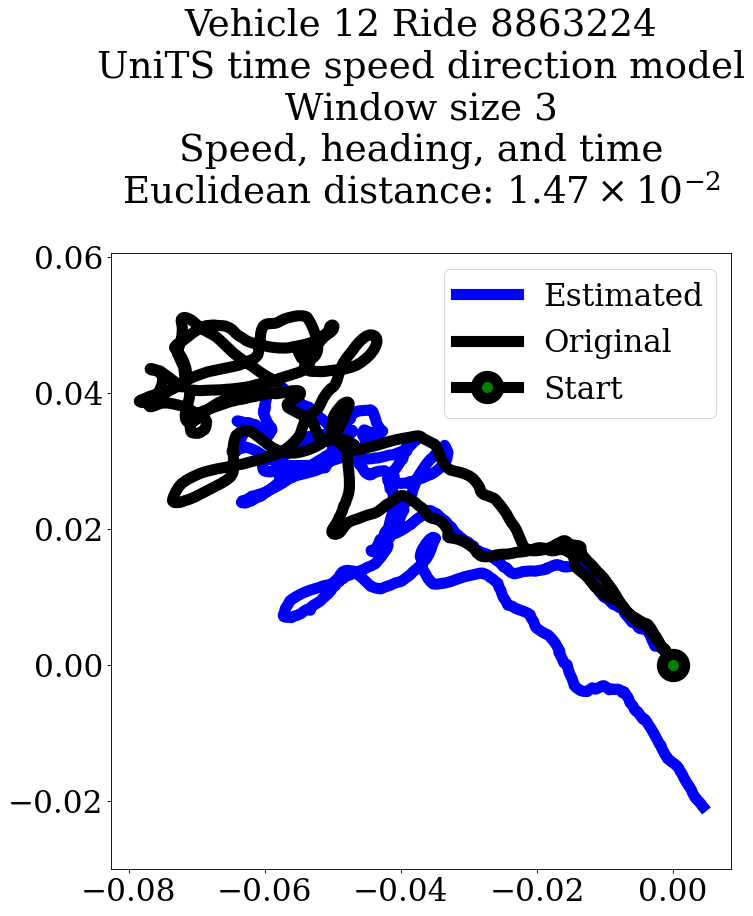 Vehicle 12 Ride 8863224
UniTS time speed direction model
Window size 3
Speed, heading, and time
Euclidean distance: 1.47 × 10⁻²
0.06
0.04
0.02
0.00
−0.02
Estimated
Original
Start
−0.08 −0.06 −0.04 −0.02 0.00